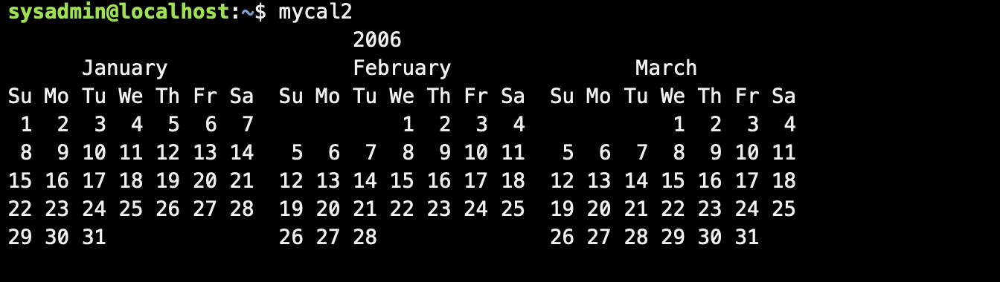 sysadmin@localhost:~$ mycal2
                            2006
      January               February               March
Su Mo Tu We Th Fr Sa  Su Mo Tu We Th Fr Sa  Su Mo Tu We Th Fr Sa
 1  2  3  4  5  6  7            1  2  3  4            1  2  3  4
 8  9 10 11 12 13 14   5  6  7  8  9 10 11   5  6  7  8  9 10 11
15 16 17 18 19 20 21  12 13 14 15 16 17 18  12 13 14 15 16 17 18
22 23 24 25 26 27 28  19 20 21 22 23 24 25  19 20 21 22 23 24 25
29 30 31              26 27 28              26 27 28 29 30 31